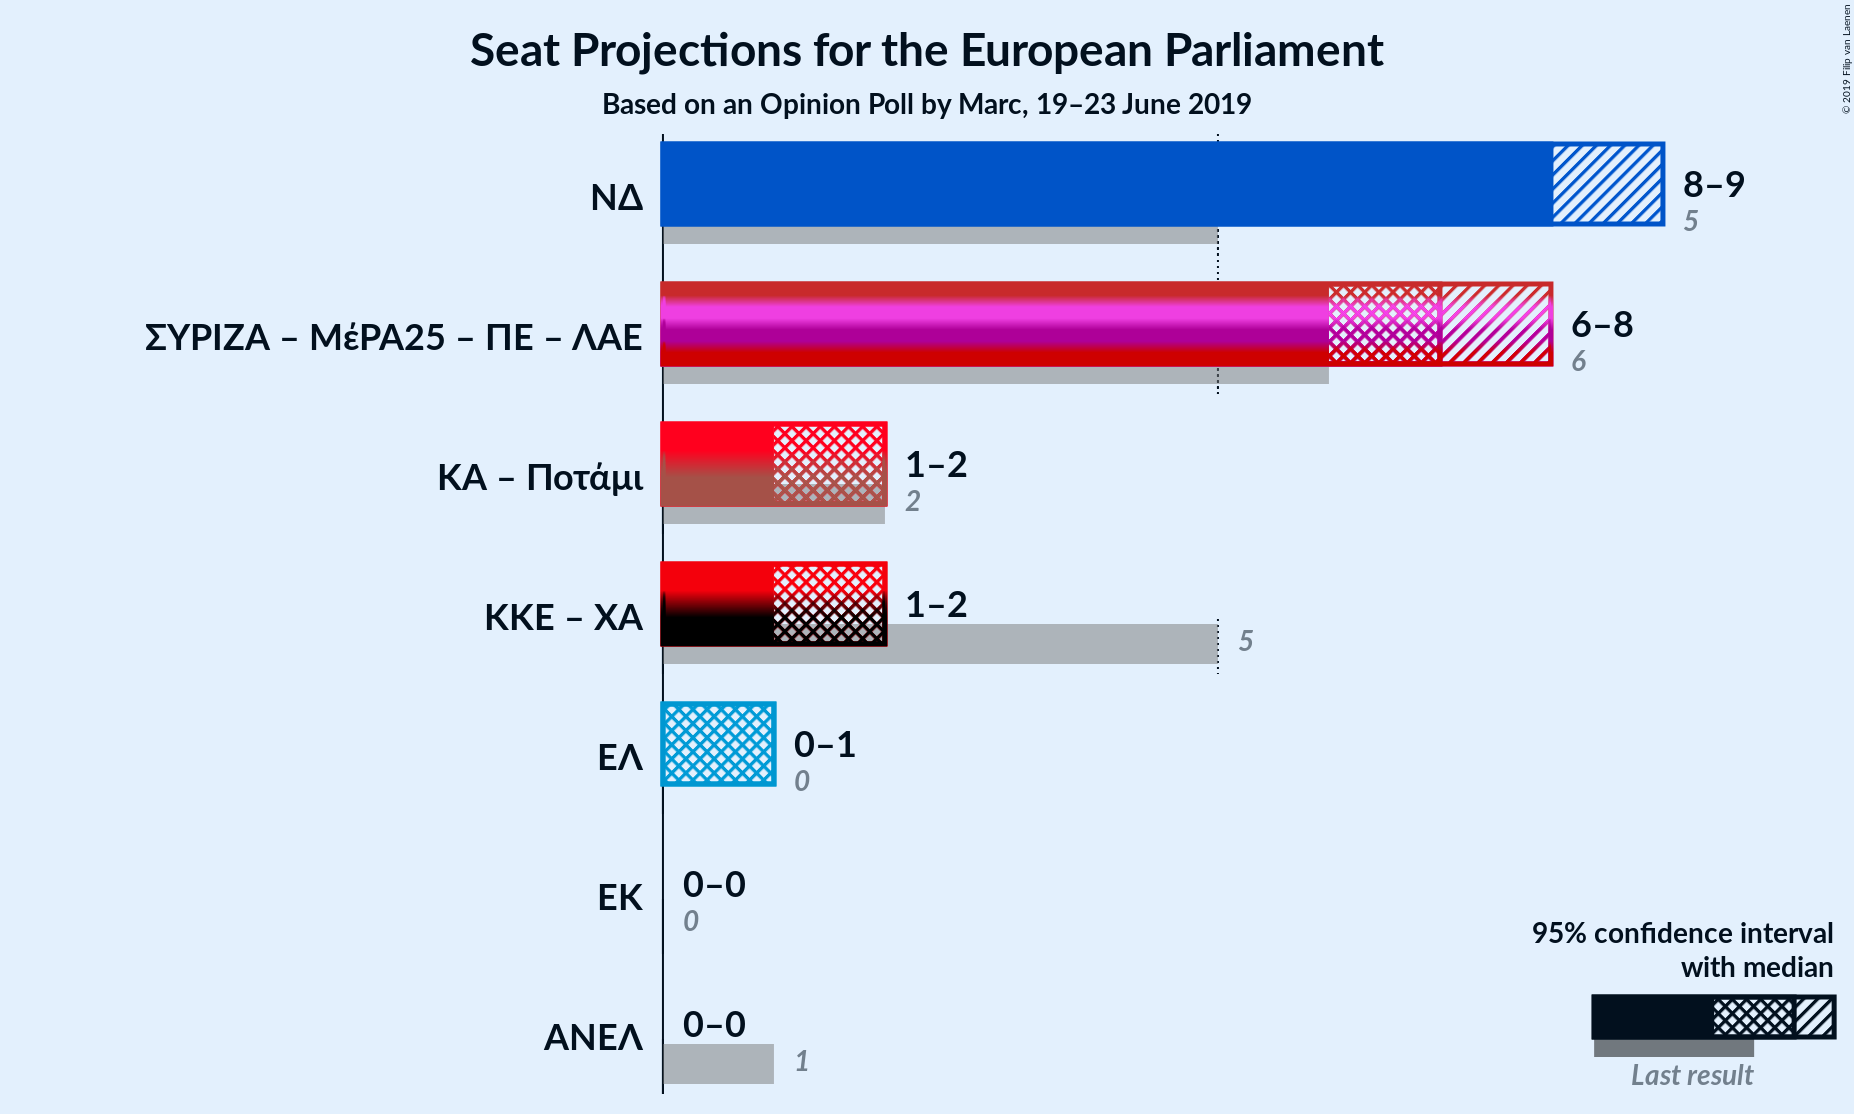 Seat Projections for the European Parliament
Based on an Opinion Poll by Marc, 19–23 June 2019
© 2019 Filip van Laenen
ΝΔ
8–9
5
ΣΥΡΙΖΑ – ΜέΡΑ25 – ΠΕ – ΛΑΕ
6–8
6
ΚΑ – Ποτάμι
1–2
2
ΚΚΕ – ΧΑ
1–2
5
ΕΛ
0–1
0
ΕΚ
0–0
0
ΑΝΕΛ
0–0
1
95% confidence interval
with median
Last result